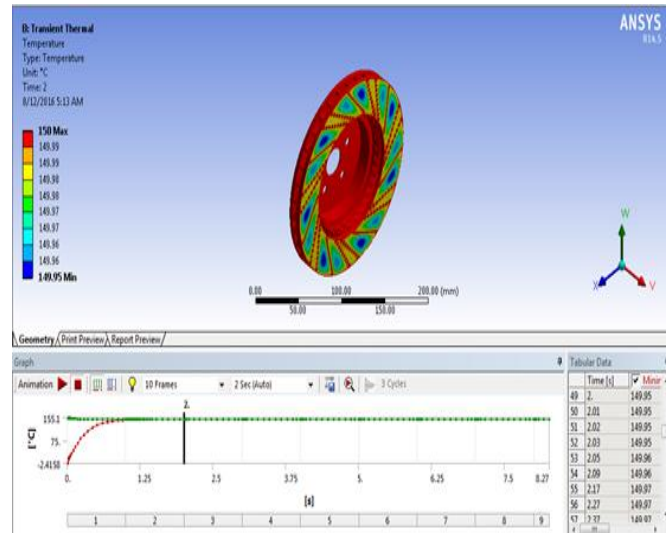 B: Transient Thermal
Temperature
Type: Temperature
Unit: °C
Time: 2
8/12/2016 5:13 AM
150 Max
149.99
149.99
149.98
149.98
149.97
149.97
149.96
149.96
149.95 Min
ANSYS
R14.5
W
X
V
0.00
100.00
200.00 (mm)
50.00
150.00
Geometry Print Preview Report Preview
Graph
Animation
10 Frames
2 Sec (Auto)
3 Cycles
2.
155.1
75.
-2.4158
[°C]
0.
1.25
2.5
3.75
5.
6.25
7.5
8.27
[s]
1 2 3 4 5 6 7 8 9
Tabular Data
Time [s]
49 2. 149.95
50 2.01 149.95
51 2.02 149.95
52 2.03 149.95
53 2.05 149.96
54 2.09 149.96
55 2.17 149.97
56 2.27 149.97
57 2.37 149.97